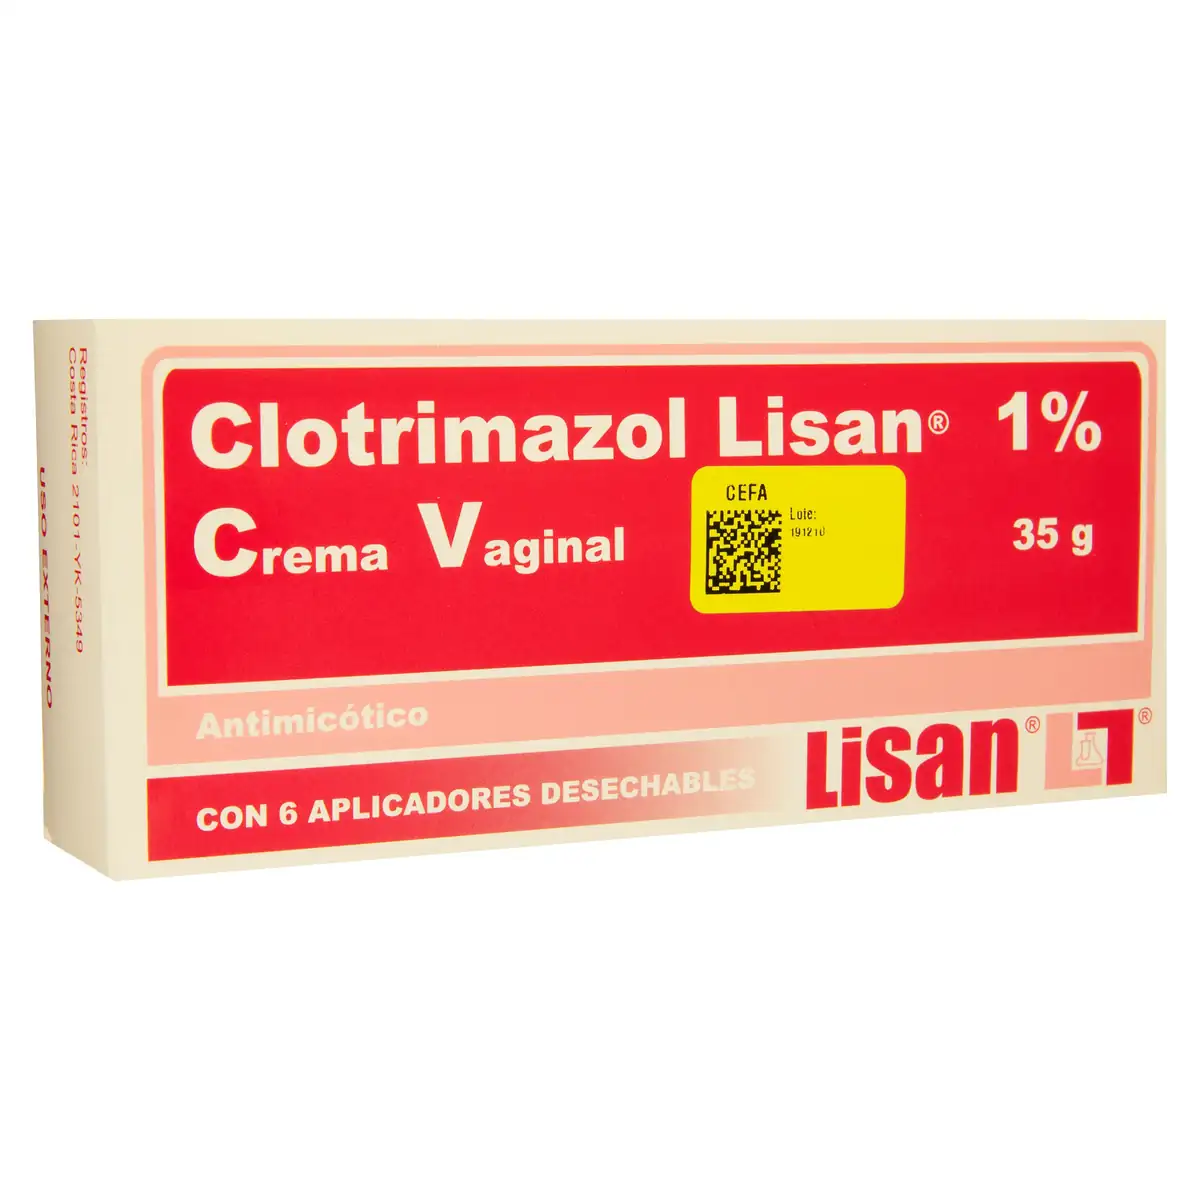 Clotrimazol Lisan® 1%
Crema Vaginal
35 g
CEFA
Lote:
191210
Antimicótico
CON 6 APLICADORES DESECHABLES
Lisan® ®
Registros:
Costa Rica 2101-YK-5349
USO EXTERNO